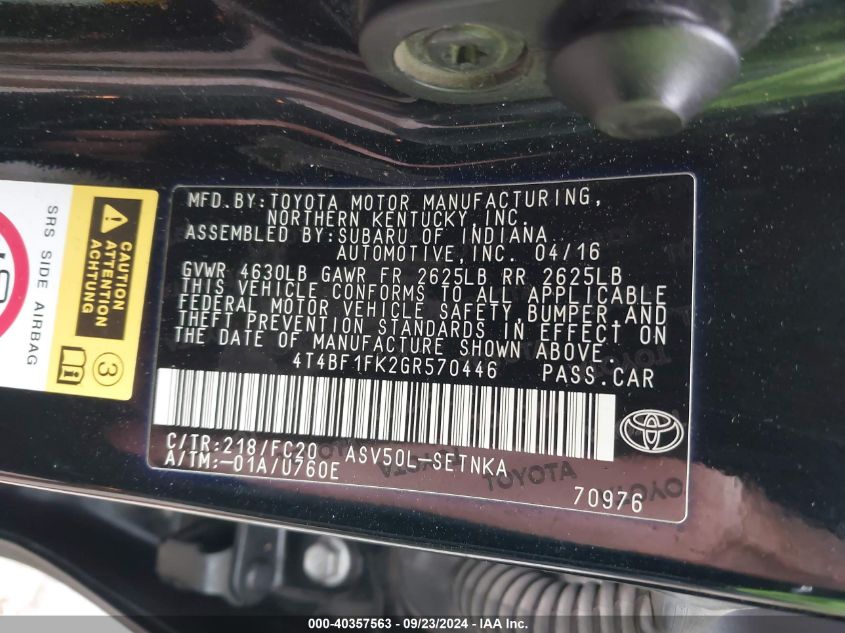 MFD.BY:TOYOTA MOTOR MANUFACTURING,
NORTHERN KENTUCKY, INC.
ASSEMBLED BY:SUBARU OF INDIANA
AUTOMOTIVE, INC. 04/16
GVWR 4630LB GAWR FR 2625LB RR 2625LB
THIS VEHICLE CONFORMS TO ALL APPLICABLE
FEDERAL MOTOR VEHICLE SAFETY, BUMPER, AND
THEFT PREVENTION STANDARDS IN EFFECT ON
THE DATE OF MANUFACTURE SHOWN ABOVE.
4T4BF1FK2GR570446 PASS.CAR
C/TR:218/FC20 ASV50L-SETNKA
A/TM:-01A/U760E
TOYOTA
70976
CAUTION
ATTENTION
ACHTUNG
3
SRS SIDE AIRBAG
000-40357563 - 09/23/2024 - IAA Inc.